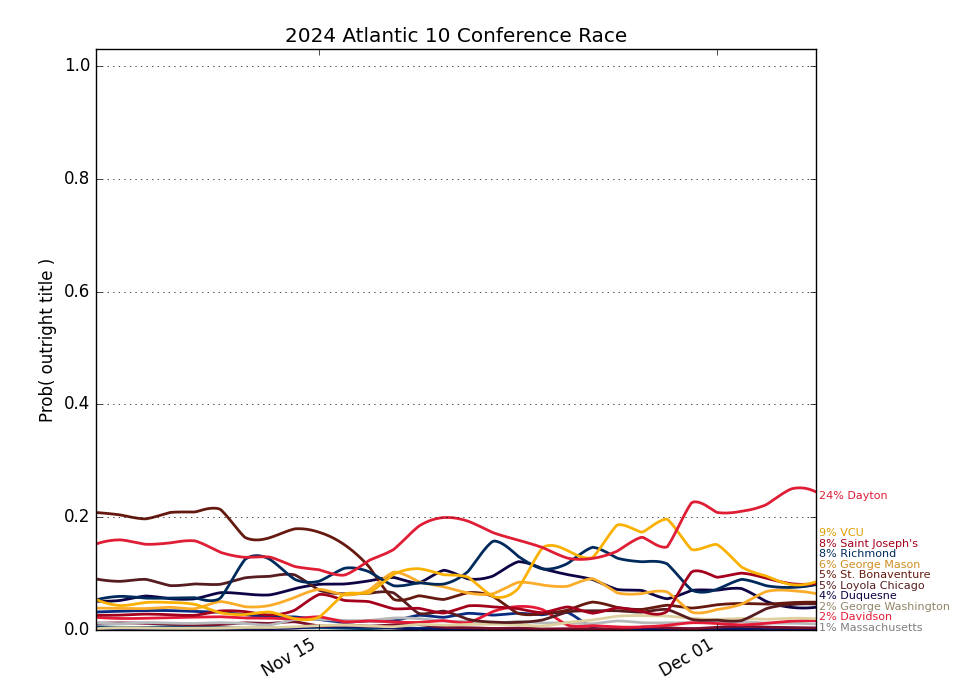 2024 Atlantic 10 Conference Race
Prob( outright title )
1.0
0.8
0.6
0.4
0.2
0.0
Nov 15
Dec 01
24% Dayton
9% VCU
8% Saint Joseph's
8% Richmond
6% George Mason
5% St. Bonaventure
5% Loyola Chicago
4% Duquesne
2% George Washington
2% Davidson
1% Massachusetts